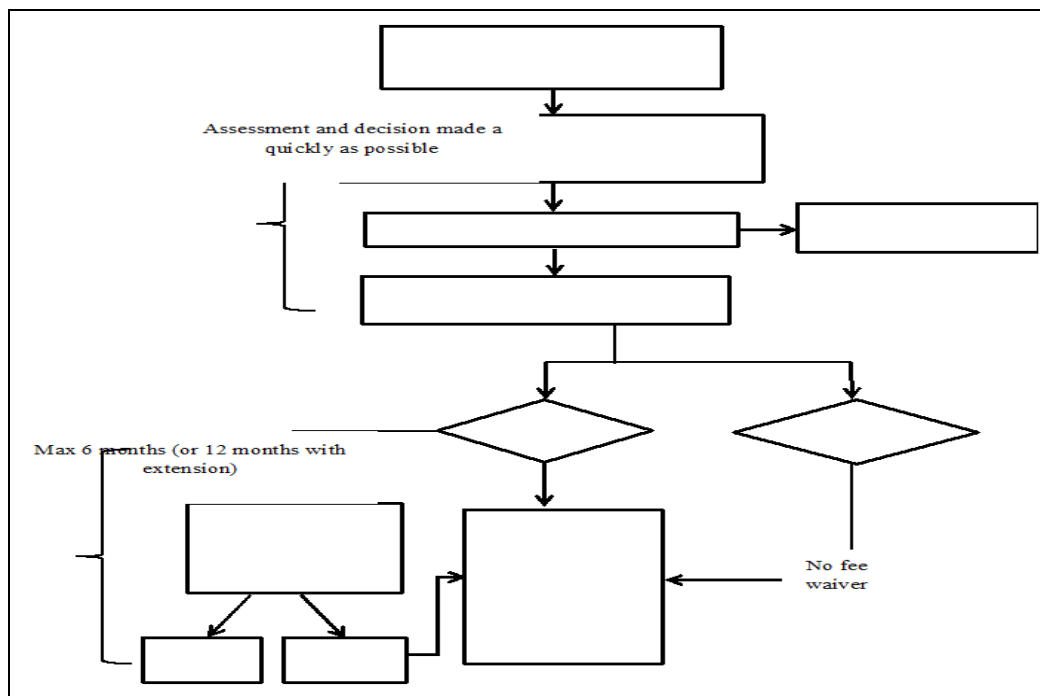 Assessment and decision made a
quickly as possible
Max 6 months (or 12 months with
extension)
No fee
waiver